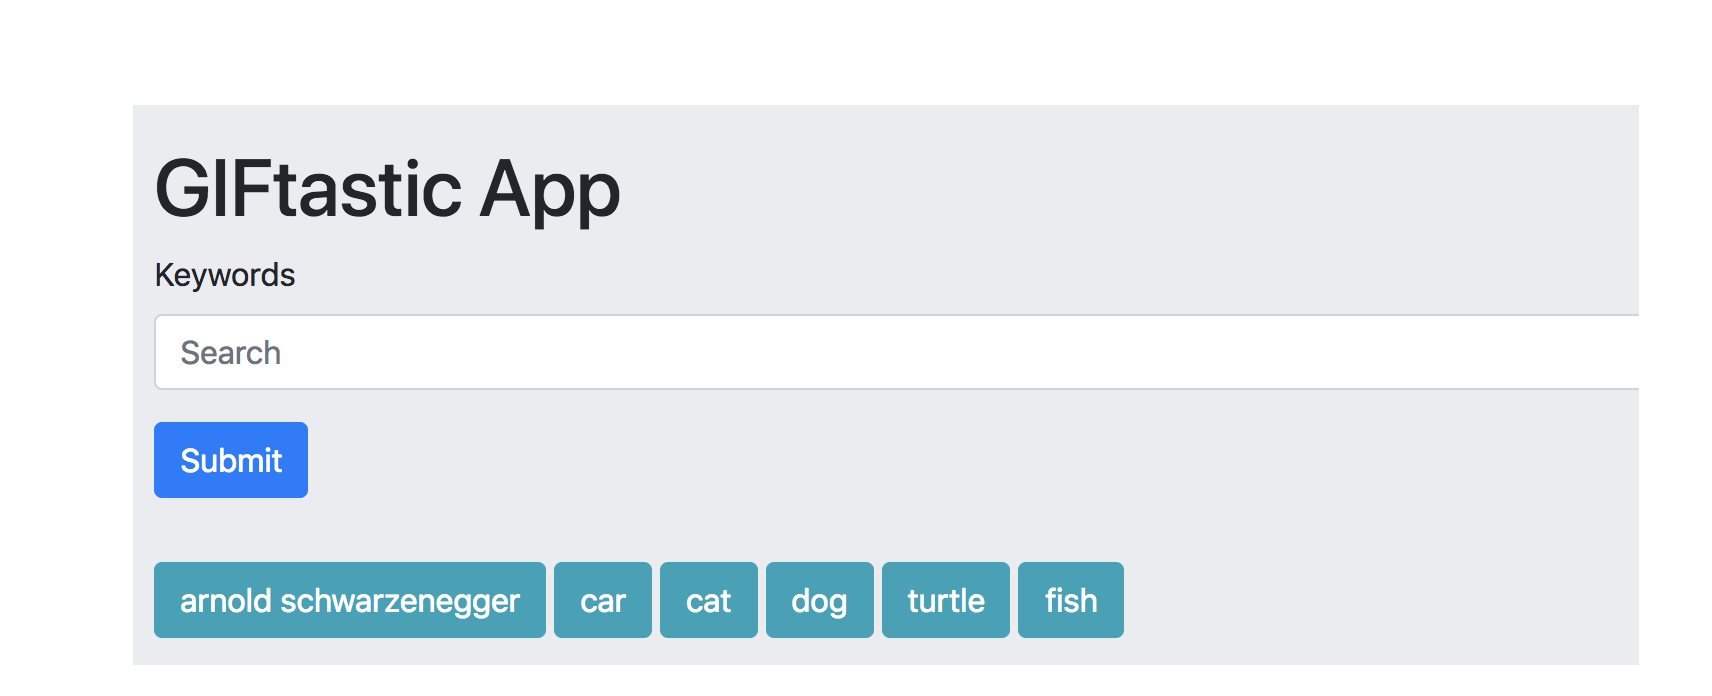 GIFtastic App
Keywords
Search
Submit
arnold schwarzenegger car cat dog turtle fish